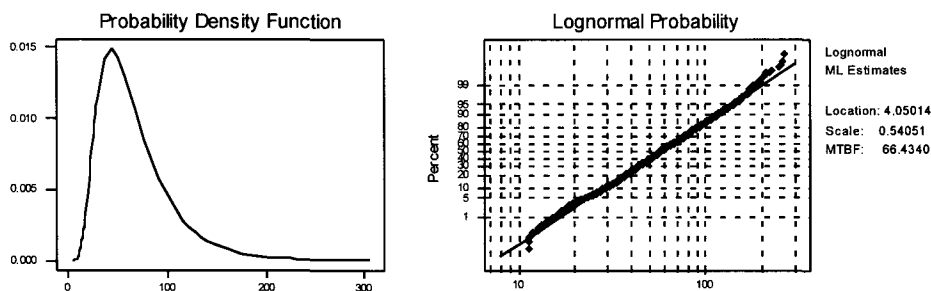 Probability Density Function
0.015
0.010
0.005
0.000
0
100
200
300
Lognormal Probability
Percent
99
95
90
80
70
60
50
40
30
20
10
5
1
10
100
Lognormal
ML Estimates
Location: 4.05014
Scale: 0.54051
MTBF: 66.4340